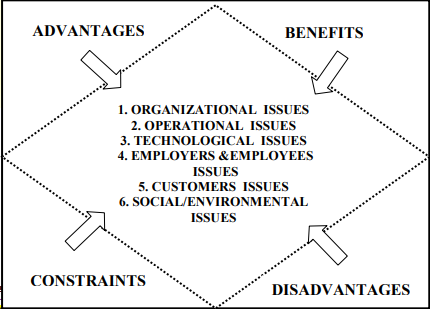 ADVANTAGES
BENEFITS
1. ORGANIZATIONAL ISSUES
2. OPERATIONAL ISSUES
3. TECHNOLOGICAL ISSUES
4. EMPLOYERS &EMPLOYEES
ISSUES
5. CUSTOMERS ISSUES
6. SOCIAL/ENVIRONMENTAL
ISSUES
CONSTRAINTS
DISADVANTAGES